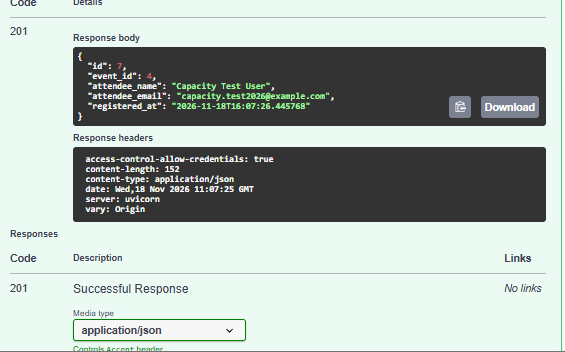 Code Details
201
Response body
{
  "id": 7,
  "event_id": 4,
  "attendee_name": "Capacity Test User",
  "attendee_email": "capacity.test2026@example.com",
  "registered_at": "2026-11-18T16:07:26.445768"
}
Download
Response headers
access-control-allow-credentials: true
content-length: 152
content-type: application/json
date: Wed,18 Nov 2026 11:07:25 GMT
server: uvicorn
vary: Origin
Responses
Code Description Links
201 Successful Response No links
Media type
application/json
Controls Accept header